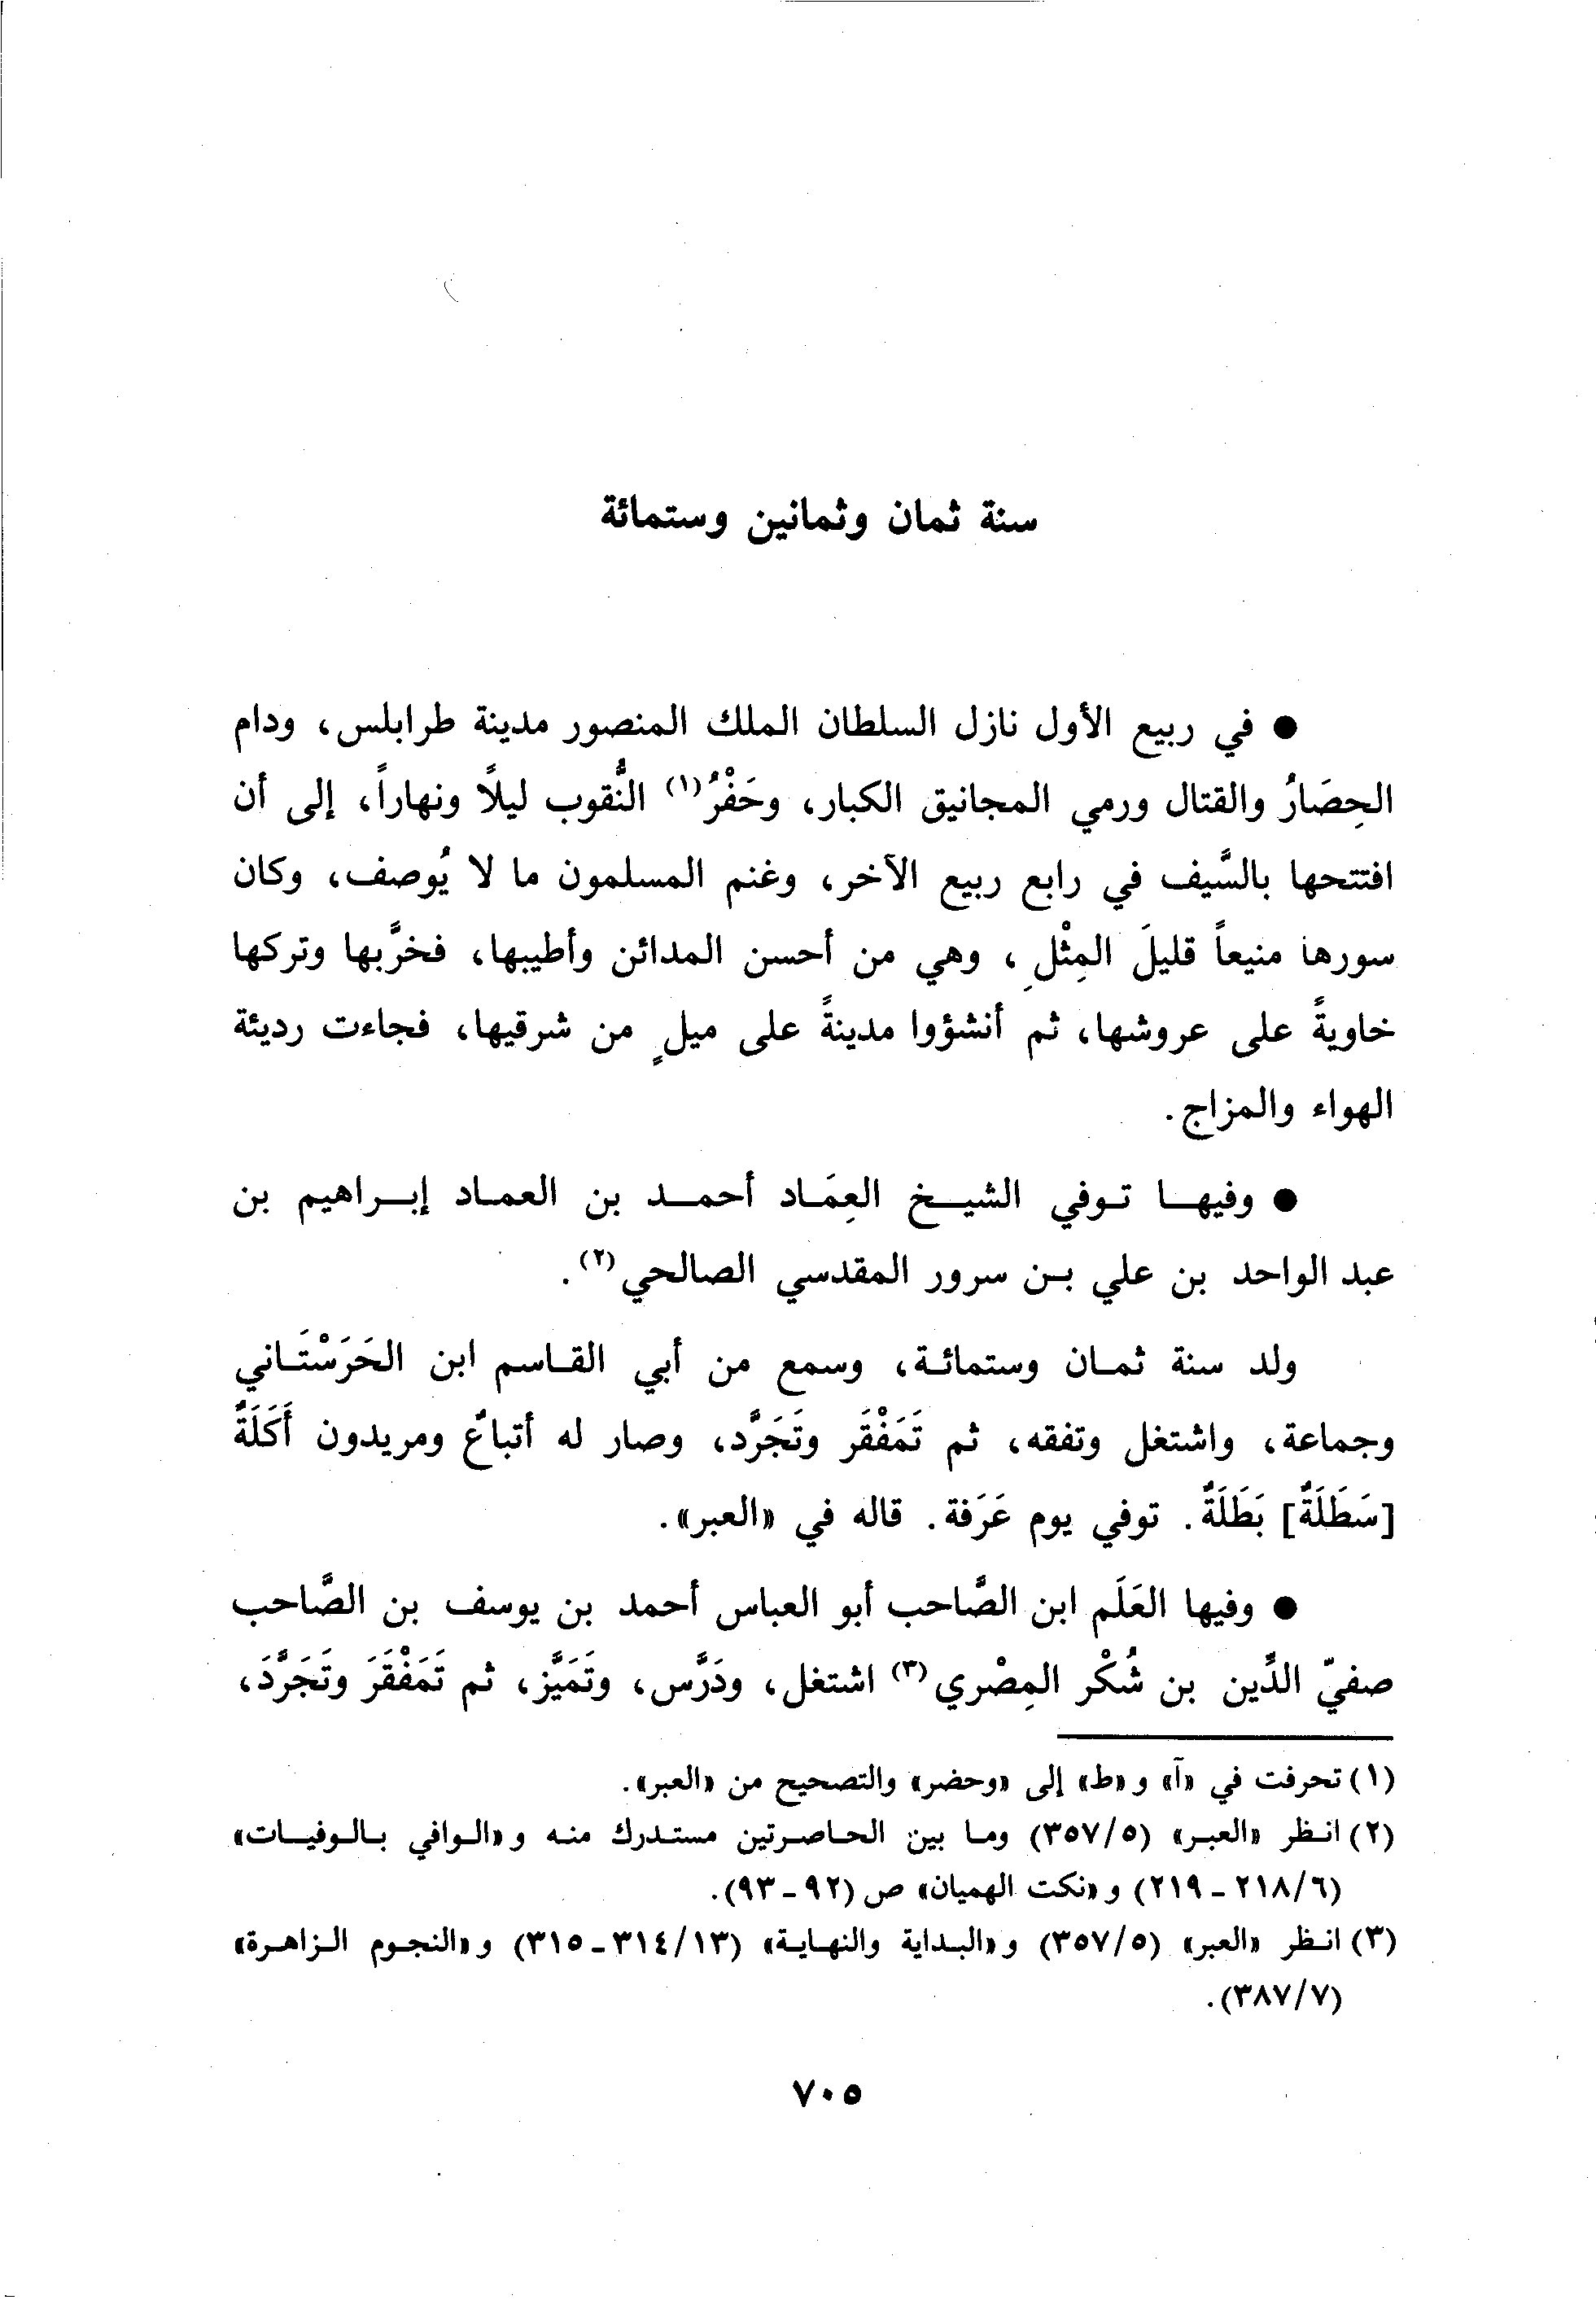 سنة ثمان وثمانين وستمائة
● في ربيع الأول نازل السلطان الملك المنصور مدينة طرابلس، ودام
الحِصَارُ والقتال ورمي المجانيق الكبار، وحَفْرُ(١) النُّقوب ليلاً ونهاراً، إلى أن
افتتحها بالسَّيف في رابع ربيع الآخر، وغنم المسلمون ما لا يُوصف، وكان
سورها منيعاً قليلَ المِثْلِ، وهي من أحسن المدائن وأطيبها، فخرَّبها وتركها
خاويةً على عروشها، ثم أنشؤوا مدينةً على ميلٍ من شرقيها، فجاءت رديئة
الهواء والمزاج.
● وفيها توفي الشيخ العِمَاد أحمد بن العماد إبراهيم بن
عبد الواحد بن علي بن سرور المقدسي الصالحي(٢).
ولد سنة ثمان وستمائة، وسمع من أبي القاسم ابن الحَرَسْتَاني
وجماعة، واشتغل وتفقه، ثم تَمَفْقَر وتَجَرَّد، وصار له أتباعٌ ومريدون أَكَلَةٌ
[سَطَلَةٌ] بَطَلَةٌ. توفي يوم عَرَفة. قاله في «العبر».
● وفيها العَلَم ابن الصَّاحب أبو العباس أحمد بن يوسف بن الصَّاحب
صفيّ الدِّين بن شُكْر المِصْري(٣) اشتغل، ودَرَّس، وتَمَيَّز، ثم تَمَفْقَرَ وتَجَرَّدَ،
(١) تحرفت في «آ» و «ط» إلى «وحضر» والتصحيح من «العبر».
(٢) انظر «العبر» (٣٥٧/٥) وما بين الحاصرتين مستدرك منه و «الوافي بالوفيات»
(٢١٨/٦ - ٢١٩) و «نكت الهميان» ص (٩٢ - ٩٣).
(٣) انظر «العبر» (٣٥٧/٥) و «البداية والنهاية» (٣١٤/١٣ - ٣١٥) و «النجوم الزاهرة»
(٣٨٧/٧).
٧٠٥